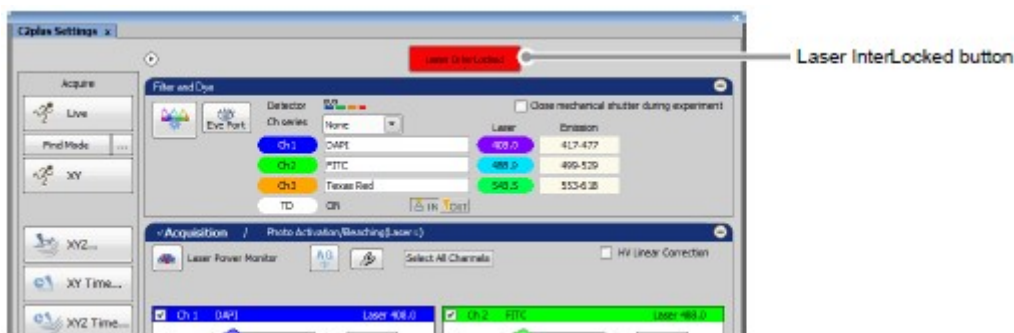 C2plus Settings x
Laser InterLocked
Laser InterLocked button
Acquire
Live
Find Mode ...
XY
XYZ...
XY Time...
XYZ Time...
Filter and Dye
Eye Port
Detector
Close mechanical shutter during experiment
Ch series None
Laser Emission
Ch1 DAPI 408.0 417-477
Ch2 FITC 488.0 499-529
Ch3 Texas Red 543.5 553-618
TD ON IN OUT
Acquisition / Photo Activation/Bleaching(Laser c)
Laser Power Monitor
Select All Channels
HV Linear Correction
Ch 1 DAPI Laser 408.0
Ch 2 FITC Laser 488.0